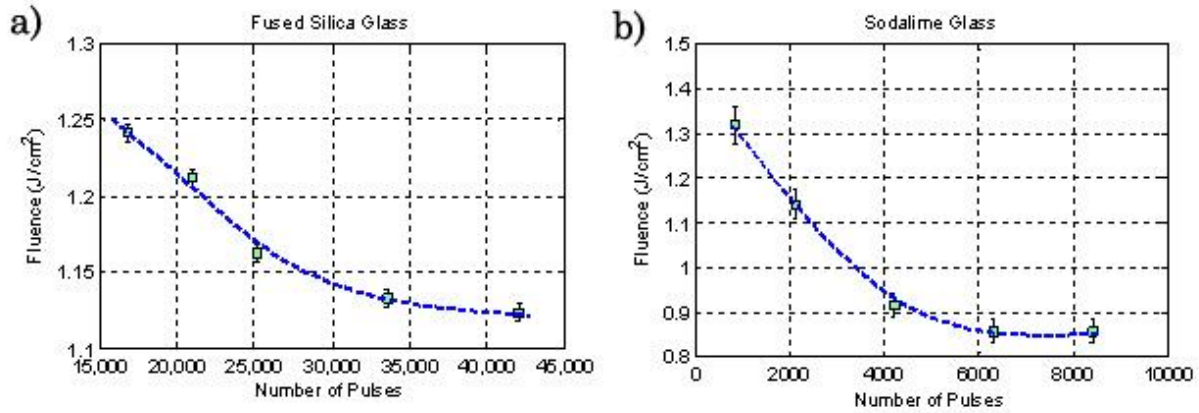 a)
Fused Silica Glass
Fluence (J/cm²)
1.3
1.25
1.2
1.15
1.1
15,000 20,000 25,000 30,000 35,000 40,000 45,000
Number of Pulses
b)
Sodalime Glass
Fluence (J/cm²)
1.5
1.4
1.3
1.2
1.1
1
0.9
0.8
0 2000 4000 6000 8000 10000
Number of Pulses